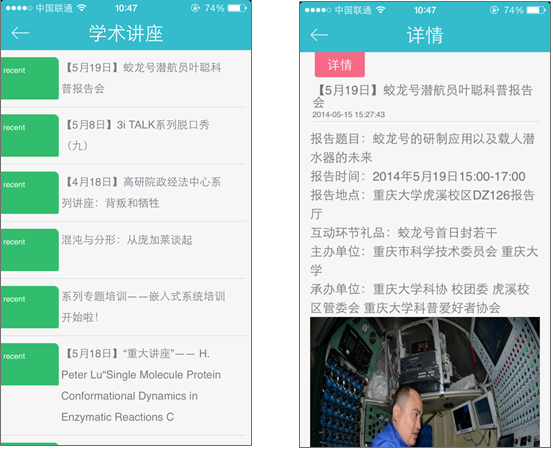 中国联通 10:47 74%
学术讲座
recent
【5月19日】蛟龙号潜航员叶聪科
普报告会
recent
【5月8日】3i TALK系列脱口秀
（九）
recent
【4月18日】高研院政经法中心系
列讲座：背叛和牺牲
recent
混沌与分形：从庞加莱谈起
recent
系列专题培训——嵌入式系统培训
开始啦！
recent
【5月18日】“重大讲座”—— H.
Peter Lu“Single Molecule Protein
Conformational Dynamics in
Enzymatic Reactions C
中国联通 10:47 74%
详情
详情
【5月19日】蛟龙号潜航员叶聪科普报告
会
2014-05-15 15:27:43
报告题目：蛟龙号的研制应用以及载人潜
水器的未来
报告时间：2014年5月19日15:00-17:00
报告地点：重庆大学虎溪校区DZ126报告
厅
互动环节礼品：蛟龙号首日封若干
主办单位：重庆市科学技术委员会 重庆大
学
承办单位：重庆大学科协 校团委 虎溪校
区管委会 重庆大学科普爱好者协会